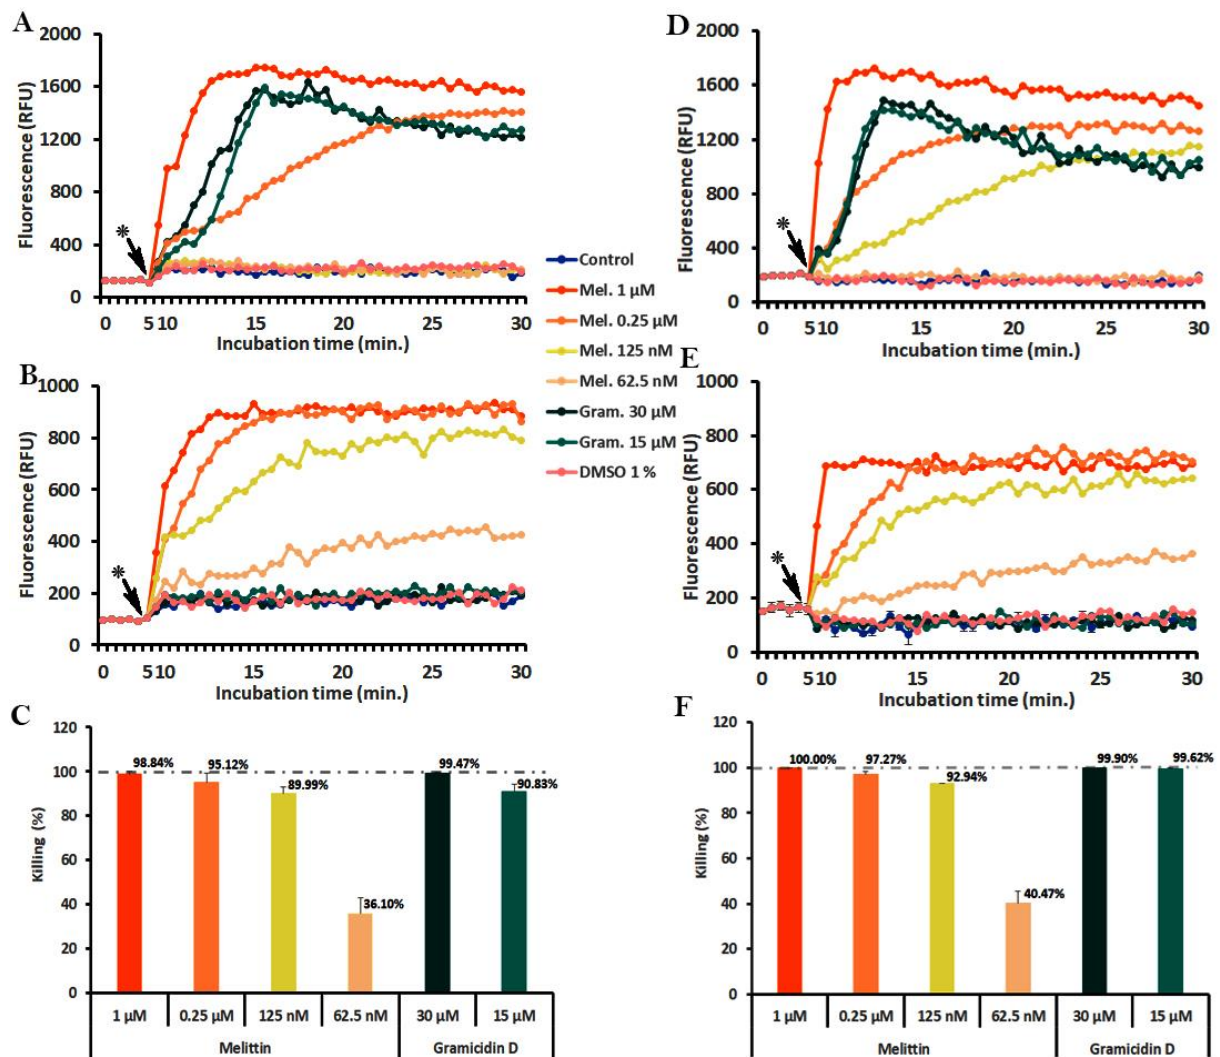 A
2000
1600
1200
800
400
0
Fluorescence (RFU)
*
0 5 10 15 20 25 30
Incubation time (min.)
Control
Mel. 1 µM
Mel. 0.25 µM
Mel. 125 nM
Mel. 62.5 nM
Gram. 30 µM
Gram. 15 µM
DMSO 1 %
D
2000
1600
1200
800
400
0
Fluorescence (RFU)
*
0 5 10 15 20 25 30
Incubation time (min.)
B
1000
800
600
400
200
0
Fluorescence (RFU)
*
0 5 10 15 20 25 30
Incubation time (min.)
E
1000
800
600
400
200
0
Fluorescence (RFU)
*
0 5 10 15 20 25 30
Incubation time (min.)
C
120
100
80
60
40
20
0
Killing (%)
98.84% 95.12% 89.99% 36.10% 99.47% 90.83%
1 µM 0.25 µM 125 nM 62.5 nM 30 µM 15 µM
Melittin Gramicidin D
F
120
100
80
60
40
20
0
Killing (%)
100.00% 97.27% 92.94% 40.47% 99.90% 99.62%
1 µM 0.25 µM 125 nM 62.5 nM 30 µM 15 µM
Melittin Gramicidin D